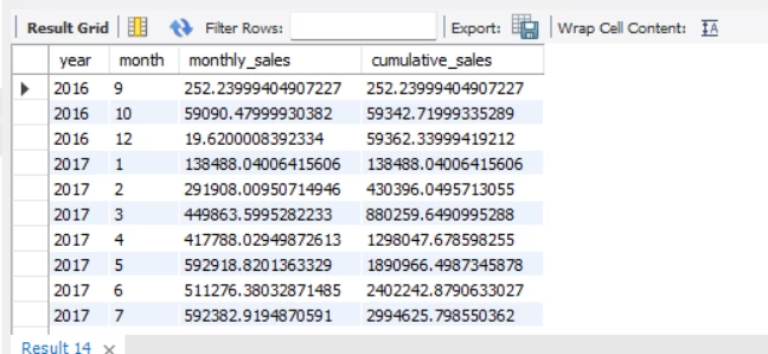 Result Grid Filter Rows: Export: Wrap Cell Content:
year month monthly_sales cumulative_sales
2016 9 252.23999404907227 252.23999404907227
2016 10 59090.47999930382 59342.71999335289
2016 12 19.6200008392334 59362.33999419212
2017 1 138488.04006415606 138488.04006415606
2017 2 291908.00950714946 430396.0495713055
2017 3 449863.5995282233 880259.6490995288
2017 4 417788.02949872613 1298047.678598255
2017 5 592918.8201363329 1890966.4987345878
2017 6 511276.38032871485 2402242.8790633027
2017 7 592382.9194870591 2994625.798550362
Result 14